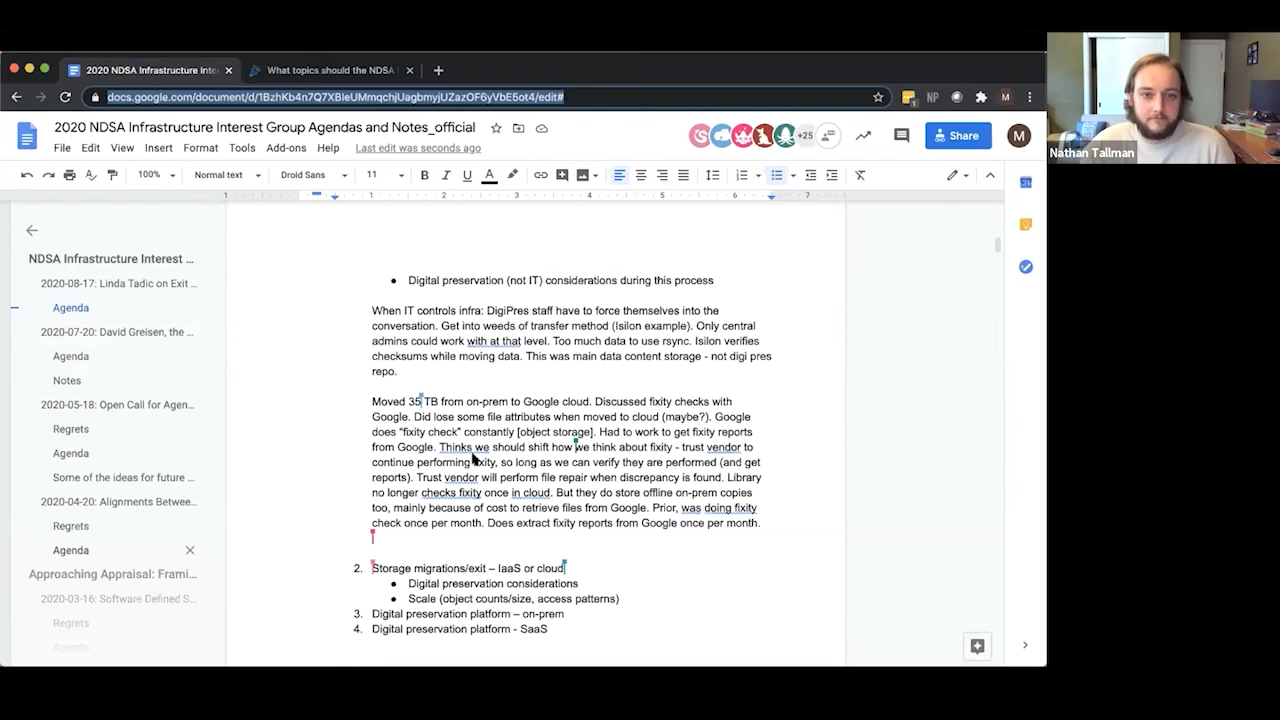 2020 NDSA Infrastructure Inte
What topics should the NDSA I
docs.google.com/document/d/1BzhKb4n7Q7XBleUMmqchjUagbmyjUZazOF6yVbE5ot4/edit#
NP
M
2020 NDSA Infrastructure Interest Group Agendas and Notes_official
File Edit View Insert Format Tools Add-ons Help Last edit was seconds ago
+25
Share
M
100% Normal text Droid Sans 11 B I U A
1 1 2 3 4 5 6 7
NDSA Infrastructure Interest ...
2020-08-17: Linda Tadic on Exit ...
Agenda
2020-07-20: David Greisen, the ...
Agenda
Notes
2020-05-18: Open Call for Agen...
Regrets
Agenda
Some of the ideas for future ...
2020-04-20: Alignments Betwee...
Regrets
Agenda
Approaching Appraisal: Frami...
2020-03-16: Software Defined S...
Regrets
Agenda
● Digital preservation (not IT) considerations during this process
When IT controls infra: DigiPres staff have to force themselves into the
conversation. Get into weeds of transfer method (Isilon example). Only central
admins could work with at that level. Too much data to use rsync. Isilon verifies
checksums while moving data. This was main data content storage - not digi pres
repo.
Moved 35 TB from on-prem to Google cloud. Discussed fixity checks with
Google. Did lose some file attributes when moved to cloud (maybe?). Google
does “fixity check” constantly [object storage]. Had to work to get fixity reports
from Google. Thinks we should shift how we think about fixity - trust vendor to
continue performing fixity, so long as we can verify they are performed (and get
reports). Trust vendor will perform file repair when discrepancy is found. Library
no longer checks fixity once in cloud. But they do store offline on-prem copies
too, mainly because of cost to retrieve files from Google. Prior, was doing fixity
check once per month. Does extract fixity reports from Google once per month.
2. Storage migrations/exit – IaaS or cloud
● Digital preservation considerations
● Scale (object counts/size, access patterns)
3. Digital preservation platform – on-prem
4. Digital preservation platform - SaaS
Nathan Tallman